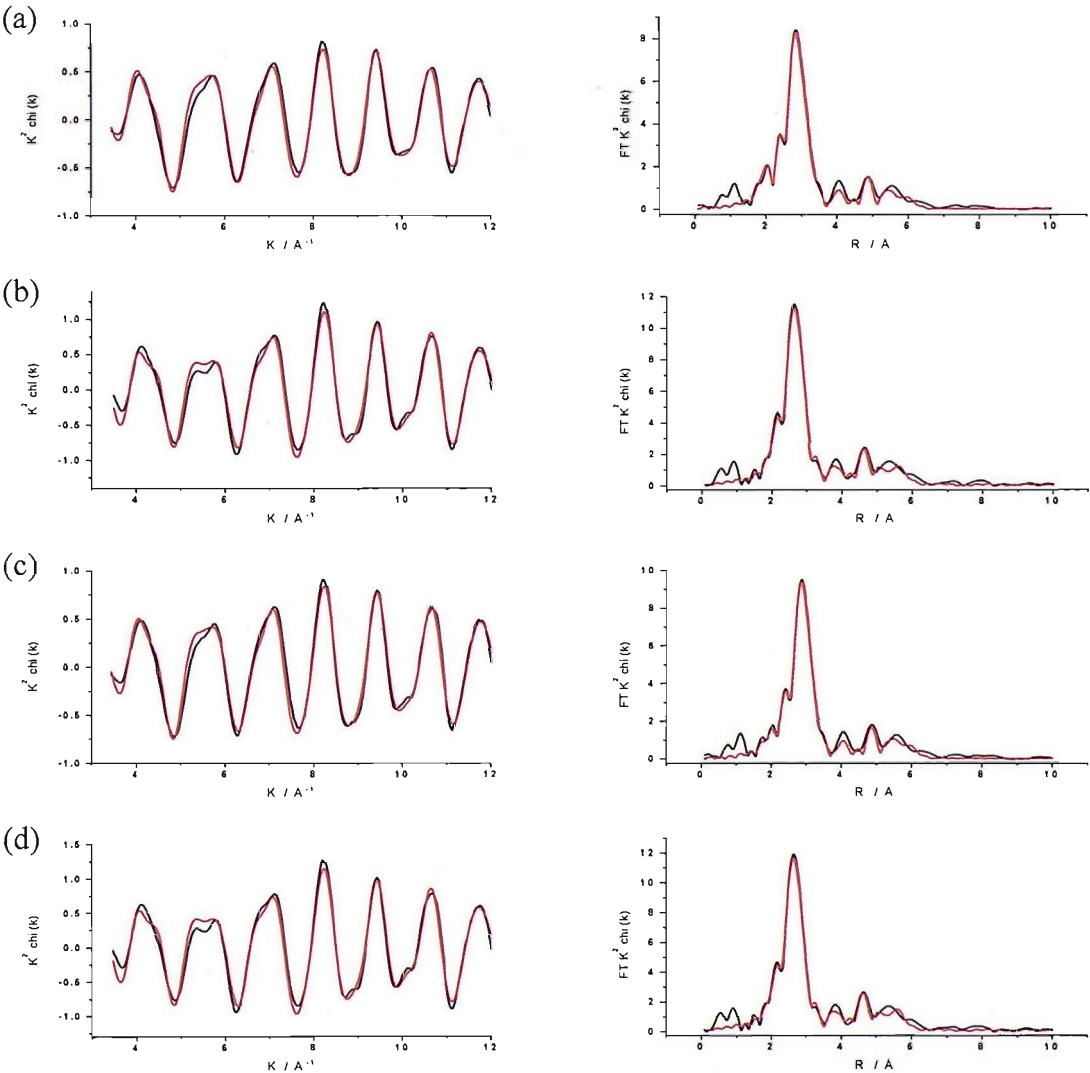 (a)
1.0
0.5
0.0
-0.5
-1.0
K² chi (k)
4 6 8 10 12
K / A⁻¹
8
6
4
2
0
FT K² chi (k)
0 2 4 6 8 10
R / A
(b)
1.0
0.5
0.0
-0.5
-1.0
K² chi (k)
4 6 8 10 12
K / A⁻¹
12
10
8
6
4
2
0
FT K² chi (k)
0 2 4 6 8 10
R / A
(c)
1.0
0.5
0.0
-0.5
-1.0
K² chi (k)
4 6 8 10 12
K / A⁻¹
10
8
6
4
2
0
FT K² chi (k)
0 2 4 6 8 10
R / A
(d)
1.5
1.0
0.5
0.0
-0.5
-1.0
K² chi (k)
4 6 8 10 12
K / A⁻¹
12
10
8
6
4
2
0
FT K² chi (k)
0 2 4 6 8 10
R / A